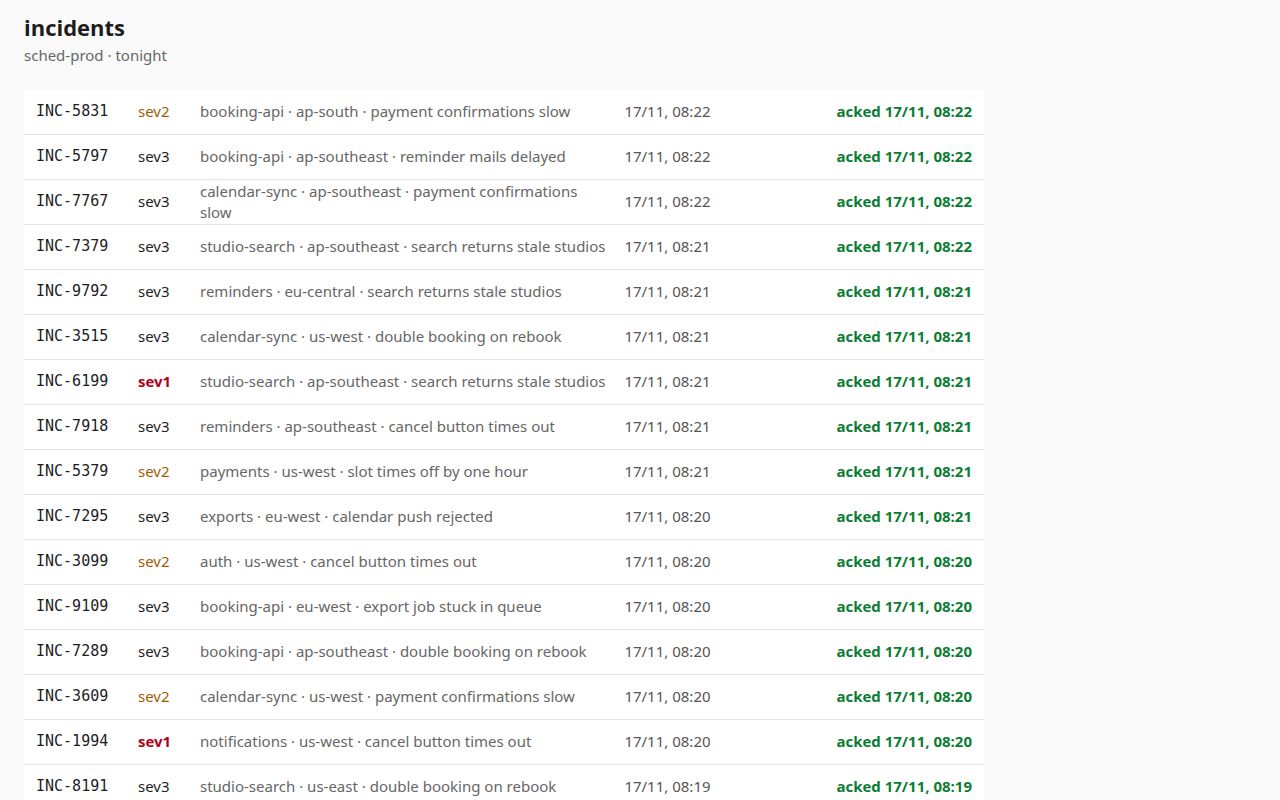 incidents
sched-prod · tonight
INC-5831 sev2 booking-api · ap-south · payment confirmations slow 17/11, 08:22 acked 17/11, 08:22
INC-5797 sev3 booking-api · ap-southeast · reminder mails delayed 17/11, 08:22 acked 17/11, 08:22
INC-7767 sev3 calendar-sync · ap-southeast · payment confirmations 17/11, 08:22 acked 17/11, 08:22
slow
INC-7379 sev3 studio-search · ap-southeast · search returns stale studios 17/11, 08:21 acked 17/11, 08:22
INC-9792 sev3 reminders · eu-central · search returns stale studios 17/11, 08:21 acked 17/11, 08:21
INC-3515 sev3 calendar-sync · us-west · double booking on rebook 17/11, 08:21 acked 17/11, 08:21
INC-6199 sev1 studio-search · ap-southeast · search returns stale studios 17/11, 08:21 acked 17/11, 08:21
INC-7918 sev3 reminders · ap-southeast · cancel button times out 17/11, 08:21 acked 17/11, 08:21
INC-5379 sev2 payments · us-west · slot times off by one hour 17/11, 08:21 acked 17/11, 08:21
INC-7295 sev3 exports · eu-west · calendar push rejected 17/11, 08:20 acked 17/11, 08:21
INC-3099 sev2 auth · us-west · cancel button times out 17/11, 08:20 acked 17/11, 08:20
INC-9109 sev3 booking-api · eu-west · export job stuck in queue 17/11, 08:20 acked 17/11, 08:20
INC-7289 sev3 booking-api · ap-southeast · double booking on rebook 17/11, 08:20 acked 17/11, 08:20
INC-3609 sev2 calendar-sync · us-west · payment confirmations slow 17/11, 08:20 acked 17/11, 08:20
INC-1994 sev1 notifications · us-west · cancel button times out 17/11, 08:20 acked 17/11, 08:20
INC-8191 sev3 studio-search · us-east · double booking on rebook 17/11, 08:19 acked 17/11, 08:19